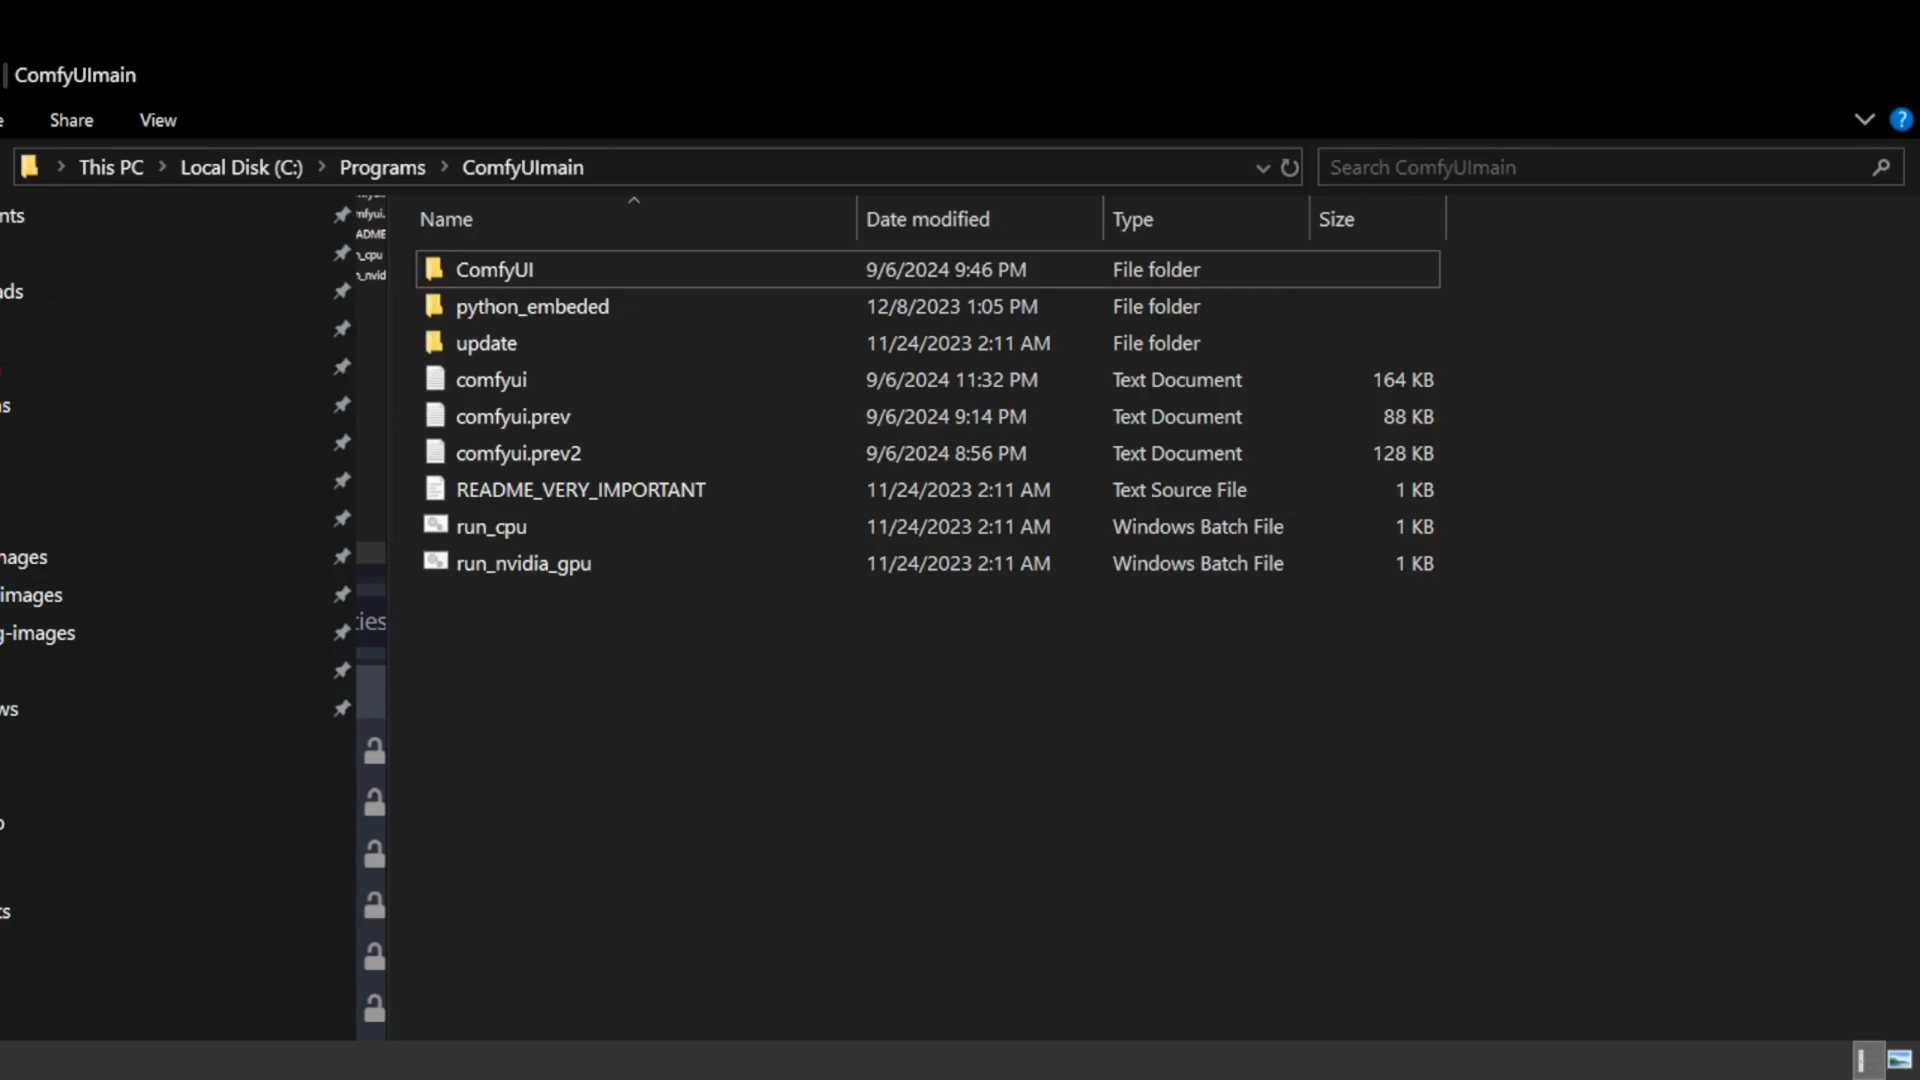 ComfyUImain
Share View
This PC Local Disk (C:) Programs ComfyUImain Search ComfyUImain
Name Date modified Type Size
ComfyUI 9/6/2024 9:46 PM File folder
python_embeded 12/8/2023 1:05 PM File folder
update 11/24/2023 2:11 AM File folder
comfyui 9/6/2024 11:32 PM Text Document 164 KB
comfyui.prev 9/6/2024 9:14 PM Text Document 88 KB
comfyui.prev2 9/6/2024 8:56 PM Text Document 128 KB
README_VERY_IMPORTANT 11/24/2023 2:11 AM Text Source File 1 KB
run_cpu 11/24/2023 2:11 AM Windows Batch File 1 KB
run_nvidia_gpu 11/24/2023 2:11 AM Windows Batch File 1 KB
nts
ads
s
mages
images
g-images
ties
ws
ts